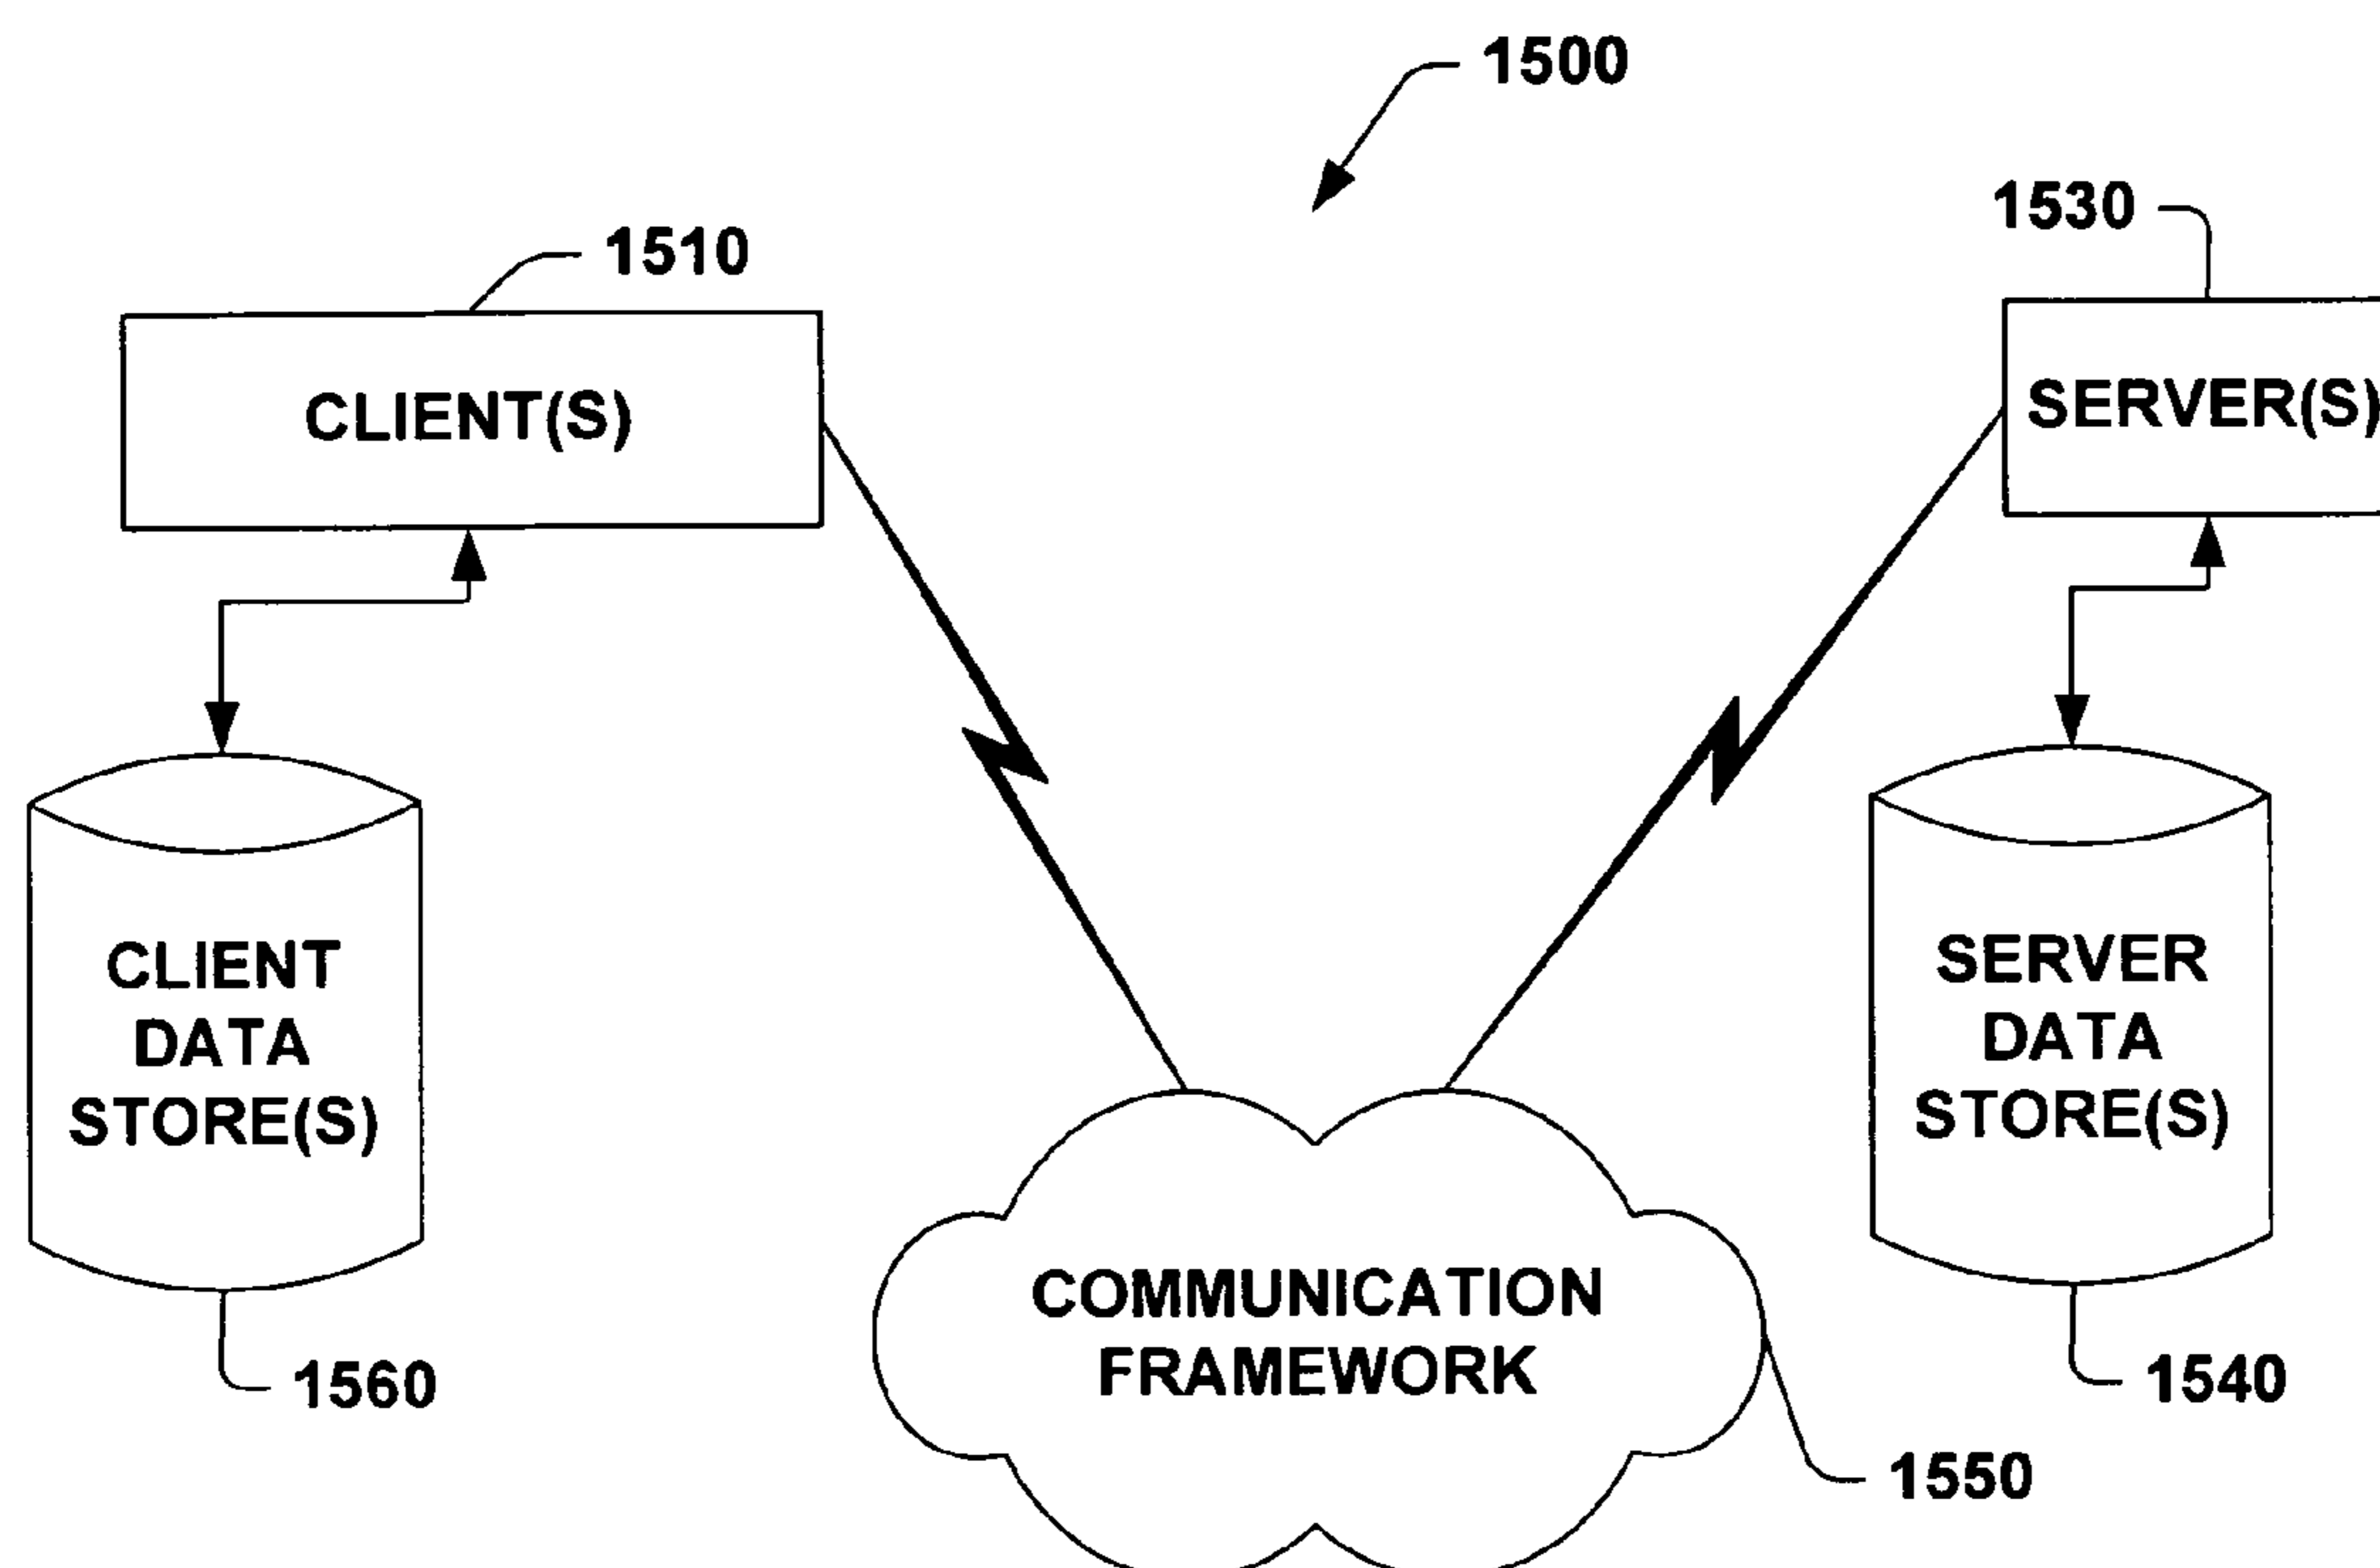 1500
1530
1510
CLIENT(S)
SERVER(S)
CLIENT
DATA
STORE(S)
SERVER
DATA
STORE(S)
COMMUNICATION
FRAMEWORK
1560
1540
1550